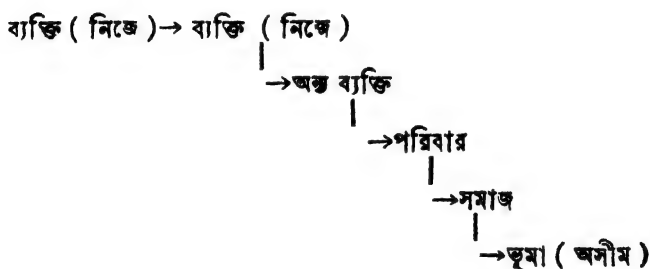 ব্যক্তি ( নিজে )→ ব্যক্তি ( নিজে )
→অন্য ব্যক্তি
→পরিবার
→সমাজ
→ভূমা ( অসীম )